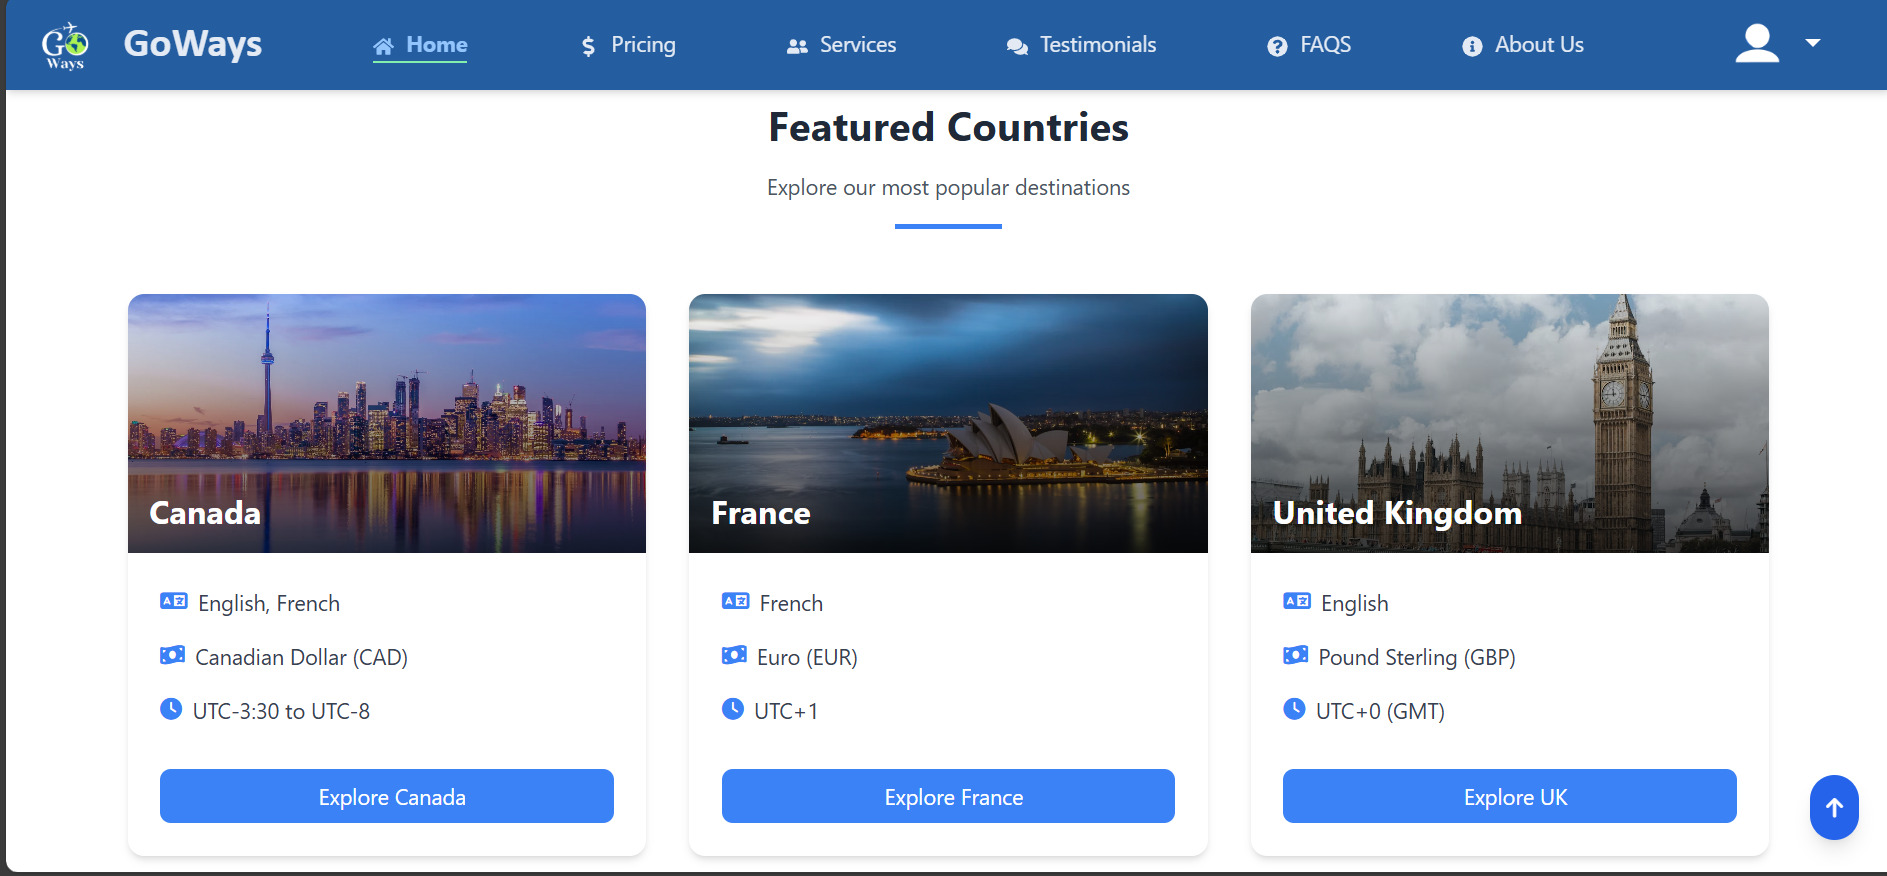 GO
Ways
GoWays
Home
Pricing
Services
Testimonials
FAQS
About Us
Featured Countries
Explore our most popular destinations
Canada
France
United Kingdom
English, French
Canadian Dollar (CAD)
UTC-3:30 to UTC-8
Explore Canada
French
Euro (EUR)
UTC+1
Explore France
English
Pound Sterling (GBP)
UTC+0 (GMT)
Explore UK